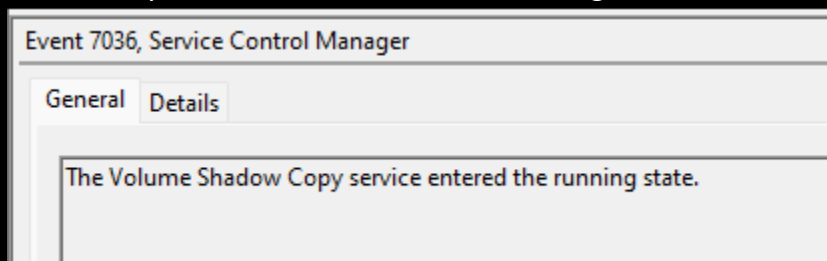 Event 7036, Service Control Manager
General Details
The Volume Shadow Copy service entered the running state.